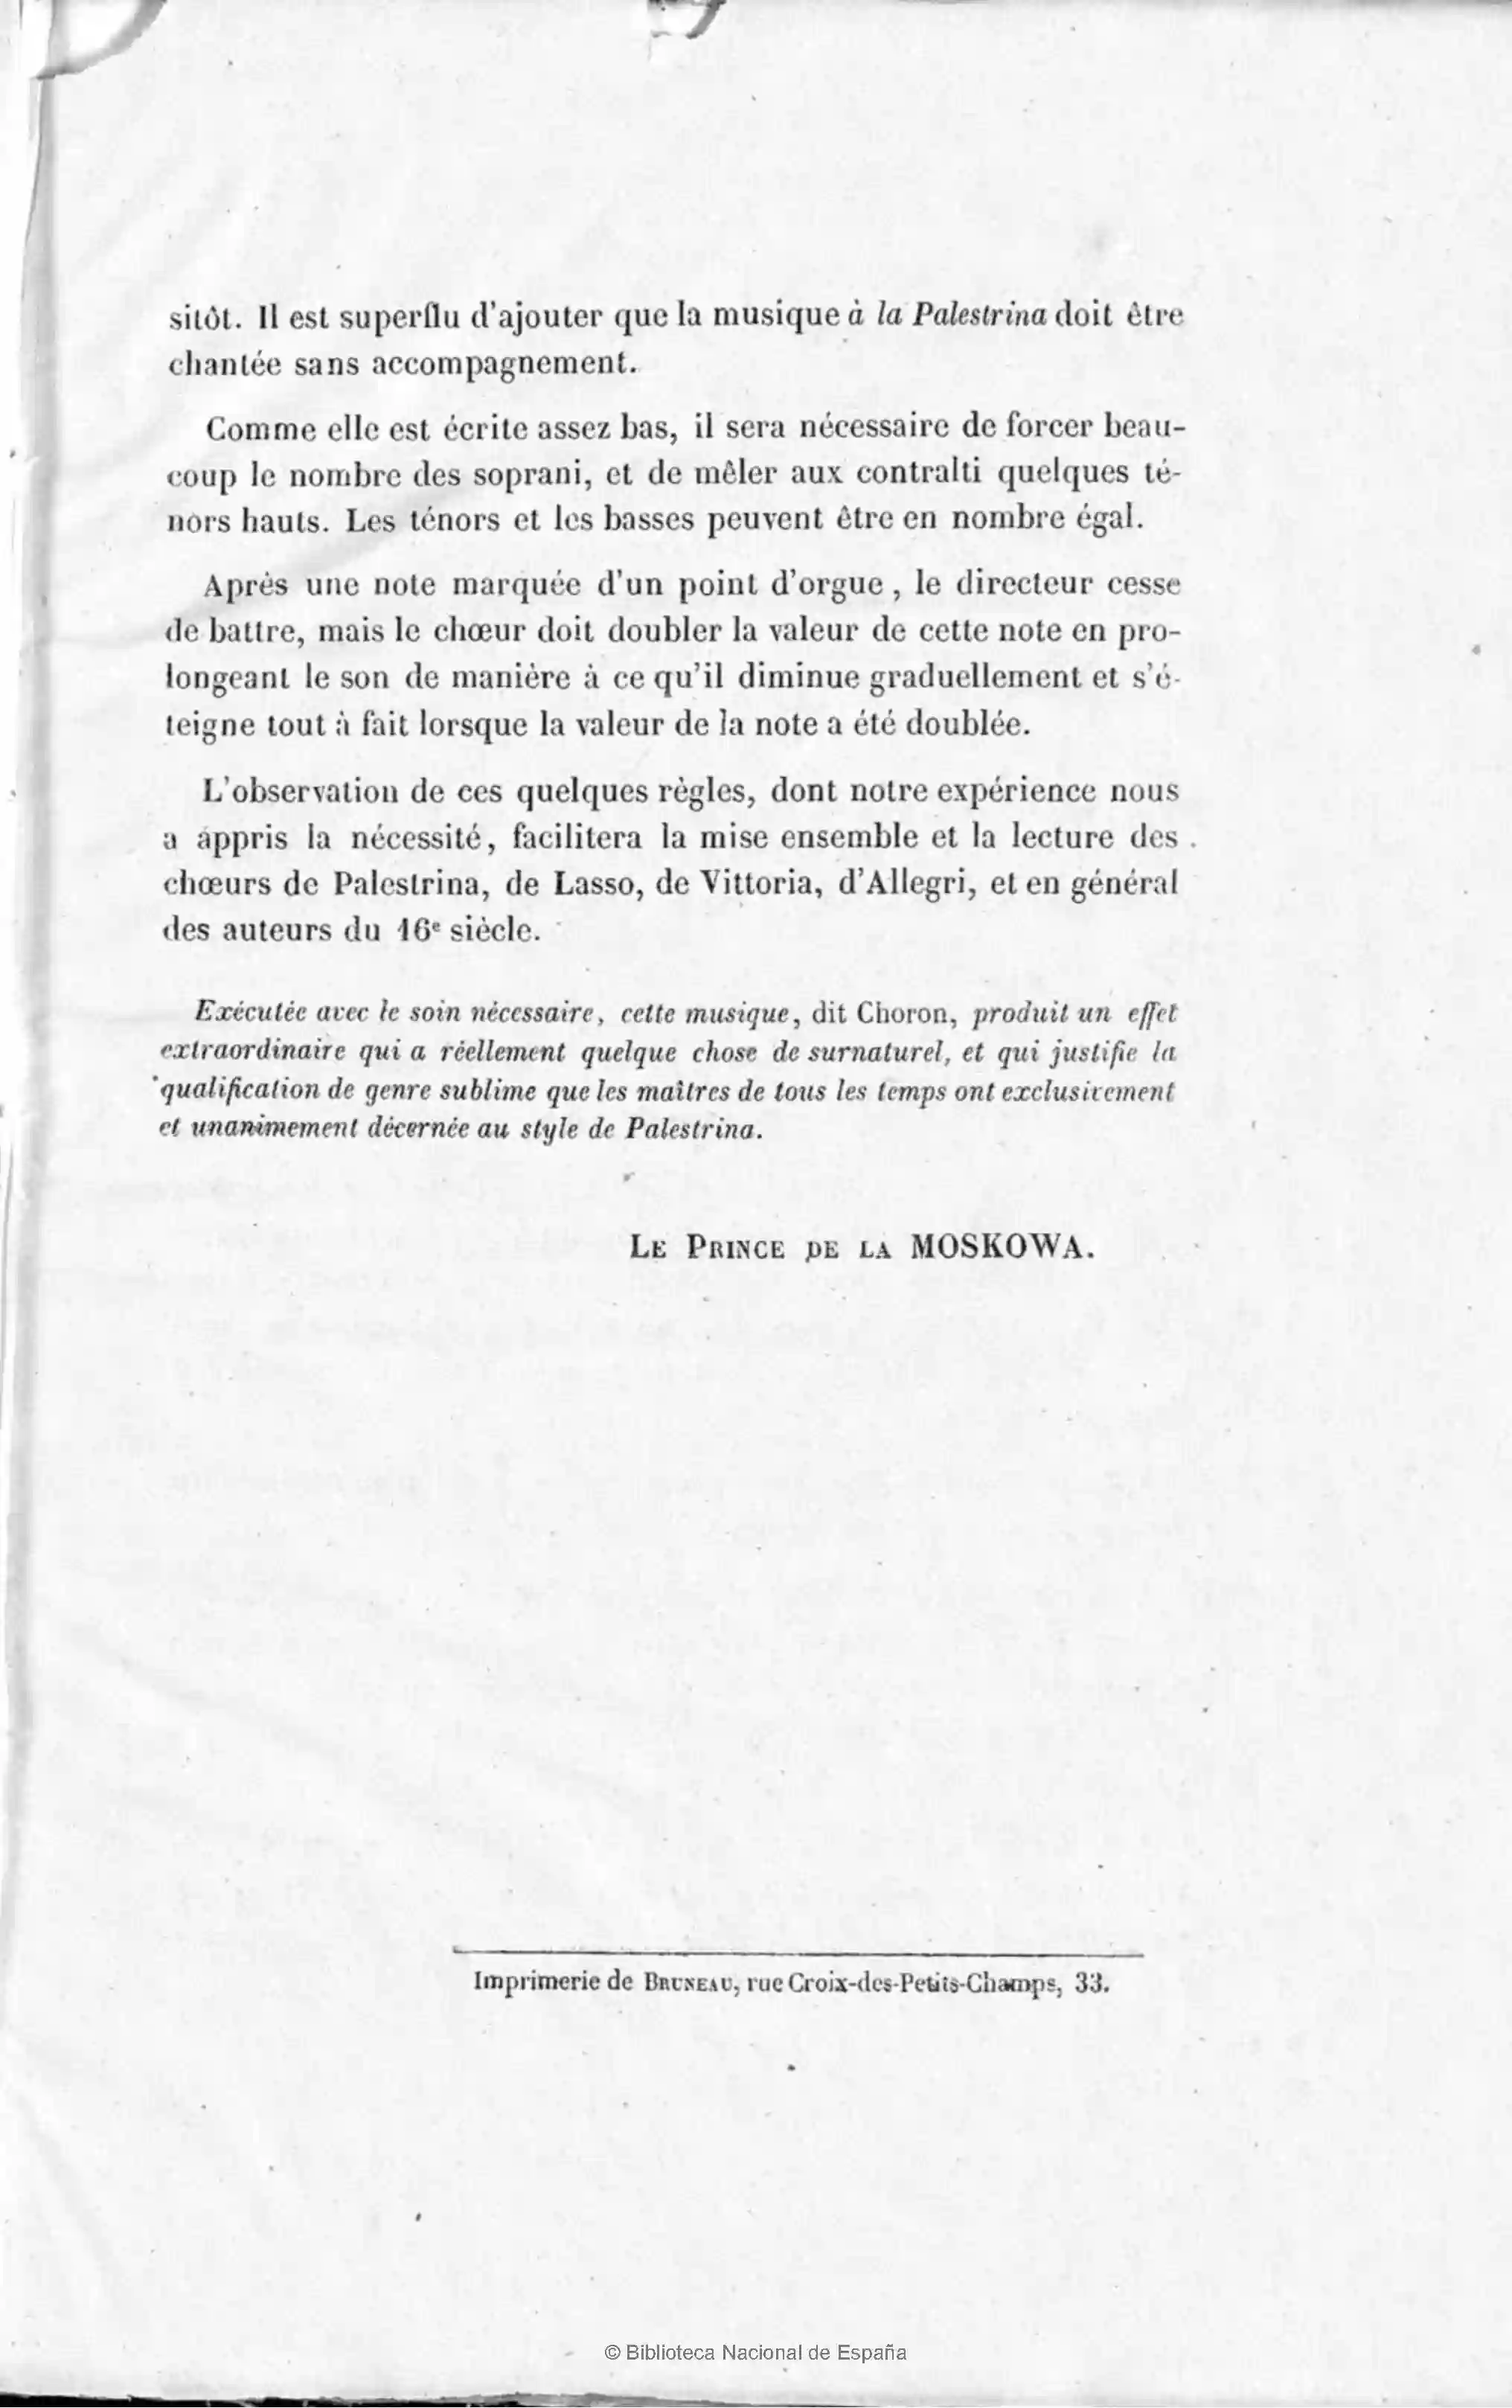 sitôt. Il est superflu d'ajouter que la musique à la Palestrina doit être
chantée sans accompagnement.
Comme elle est écrite assez bas, il sera nécessaire de forcer beau-
coup le nombre des soprani, et de mêler aux contralti quelques té-
nors hauts. Les ténors et les basses peuvent être en nombre égal.
Après une note marquée d'un point d'orgue, le directeur cesse
de battre, mais le chœur doit doubler la valeur de cette note en pro-
longeant le son de manière à ce qu'il diminue graduellement et s'é-
teigne tout à fait lorsque la valeur de la note a été doublée.
L'observation de ces quelques règles, dont notre expérience nous
a appris la nécessité, facilitera la mise ensemble et la lecture des
chœurs de Palestrina, de Lasso, de Vittoria, d'Allegri, et en général
des auteurs du 16e siècle.
Exécutée avec le soin nécessaire, cette musique, dit Choron, produit un effet
extraordinaire qui a réellement quelque chose de surnaturel, et qui justifie la
qualification de genre sublime que les maîtres de tous les temps ont exclusivement
et unanimement décernée au style de Palestrina.
LE PRINCE DE LA MOSKOWA.
Imprimerie de BRUNEAU, rue Croix-des-Petits-Champs, 33.
© Biblioteca Nacional de España